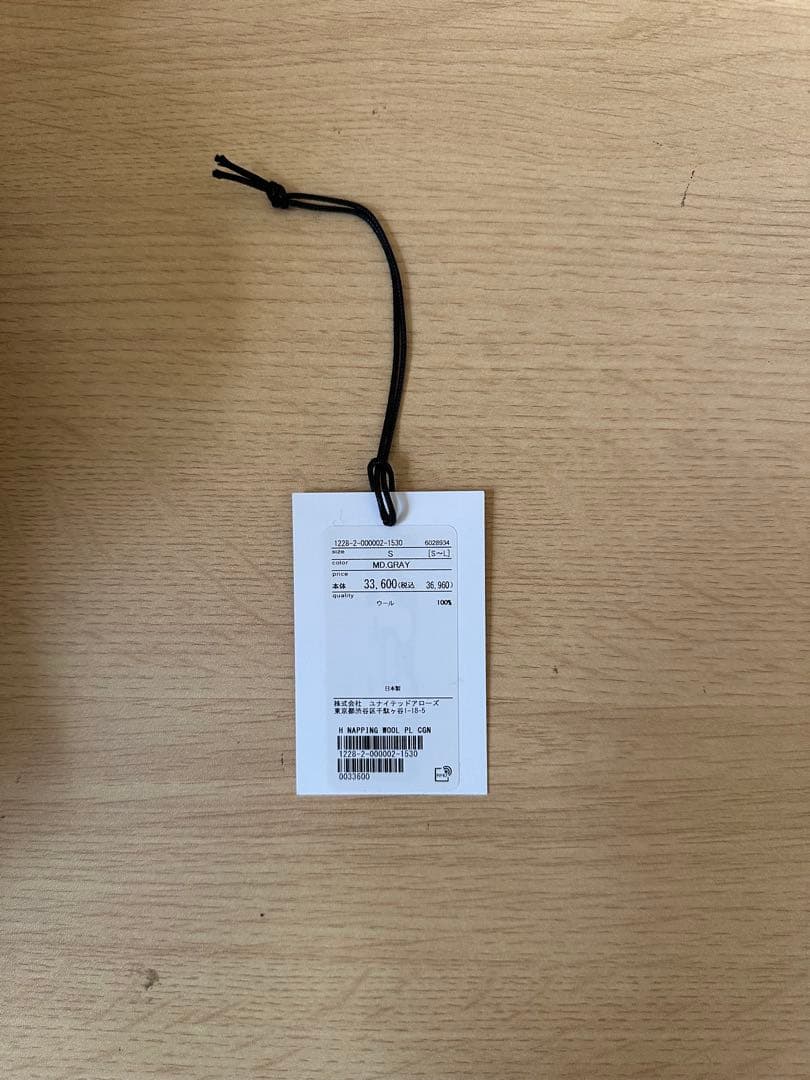 1228-2-000002-1530 6028934
size S [S~L]
color MD.GRAY
price
本体 33,600(税込 36,960)
quality
ウール 100%
日本製
株式会社 ユナイテッドアローズ
東京都渋谷区千駄ヶ谷1-18-5
H NAPPING WOOL PL CGN
1228-2-000002-1530
0033600
RFID